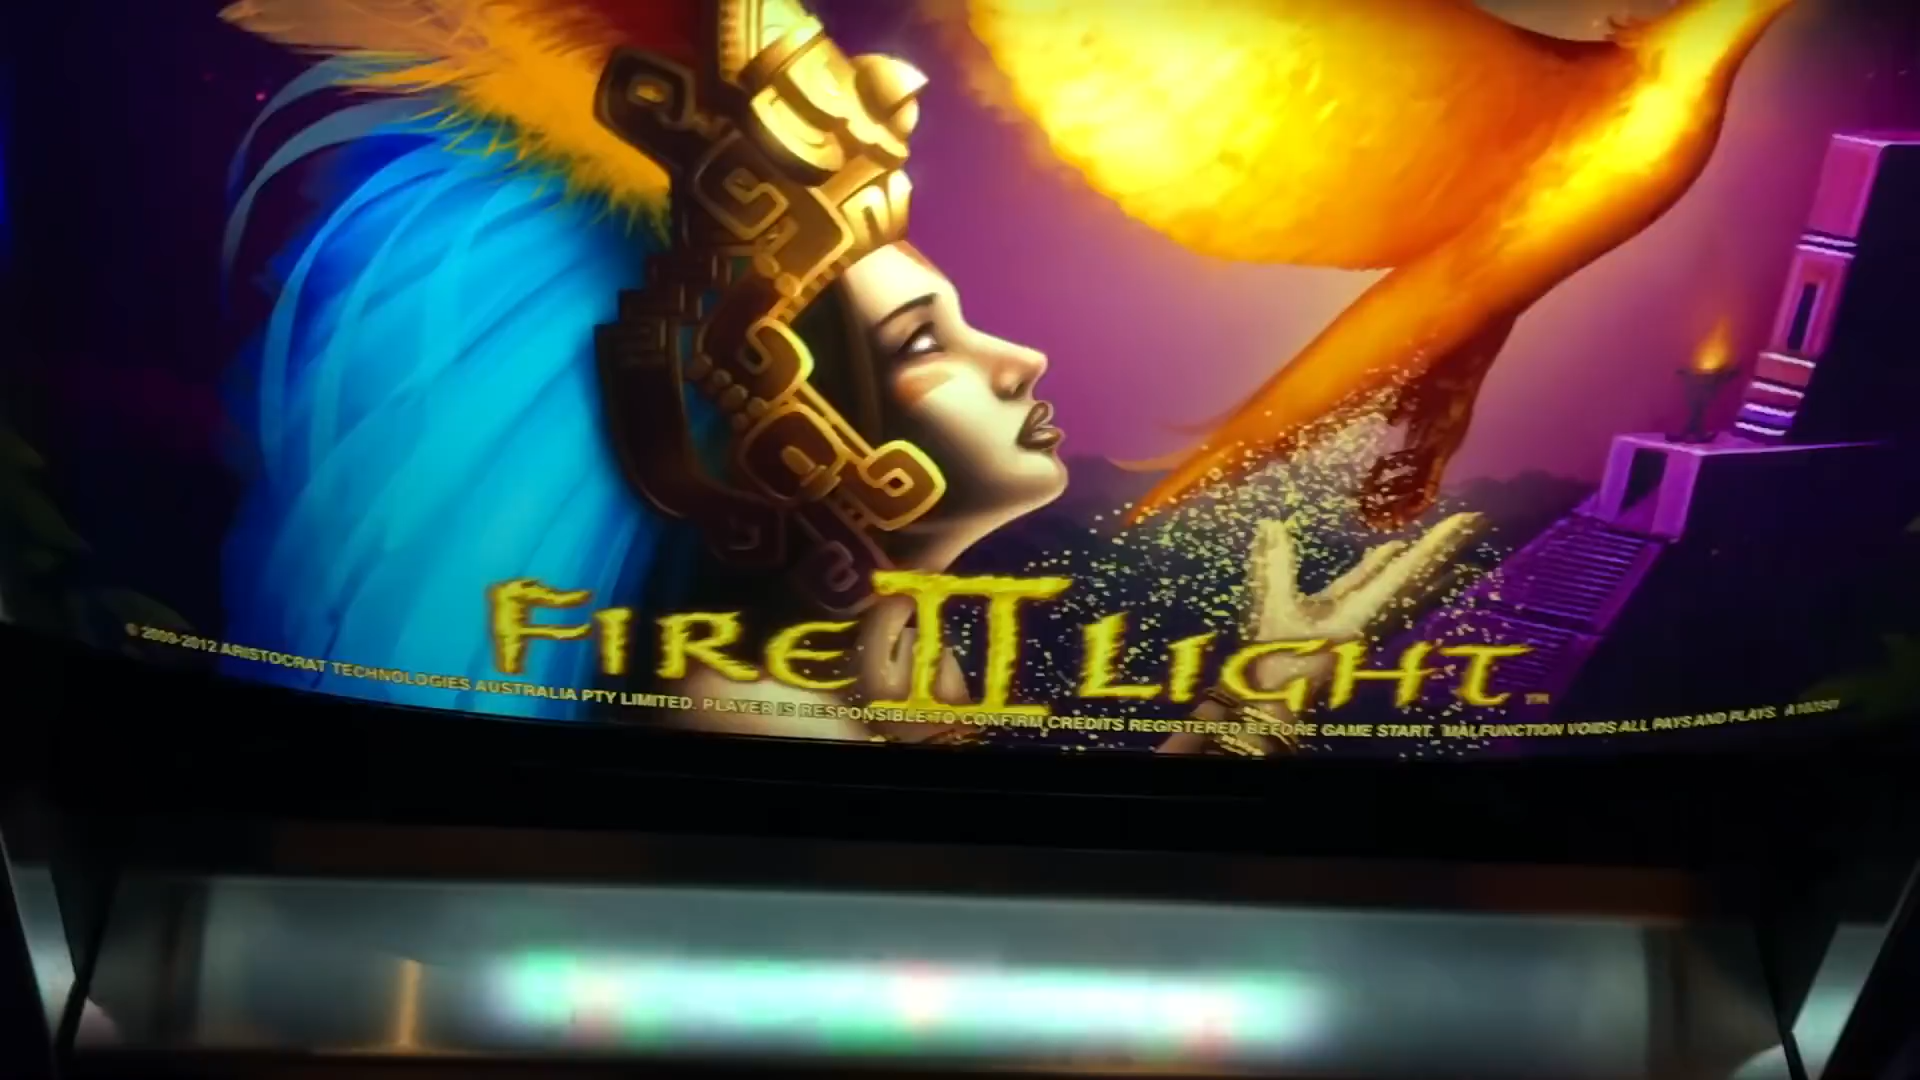 FIRE II LIGHT™
© 2009-2012 ARISTOCRAT TECHNOLOGIES AUSTRALIA PTY LIMITED. PLAYER IS RESPONSIBLE TO CONFIRM CREDITS REGISTERED BEFORE GAME START. MALFUNCTION VOIDS ALL PAYS AND PLAYS.